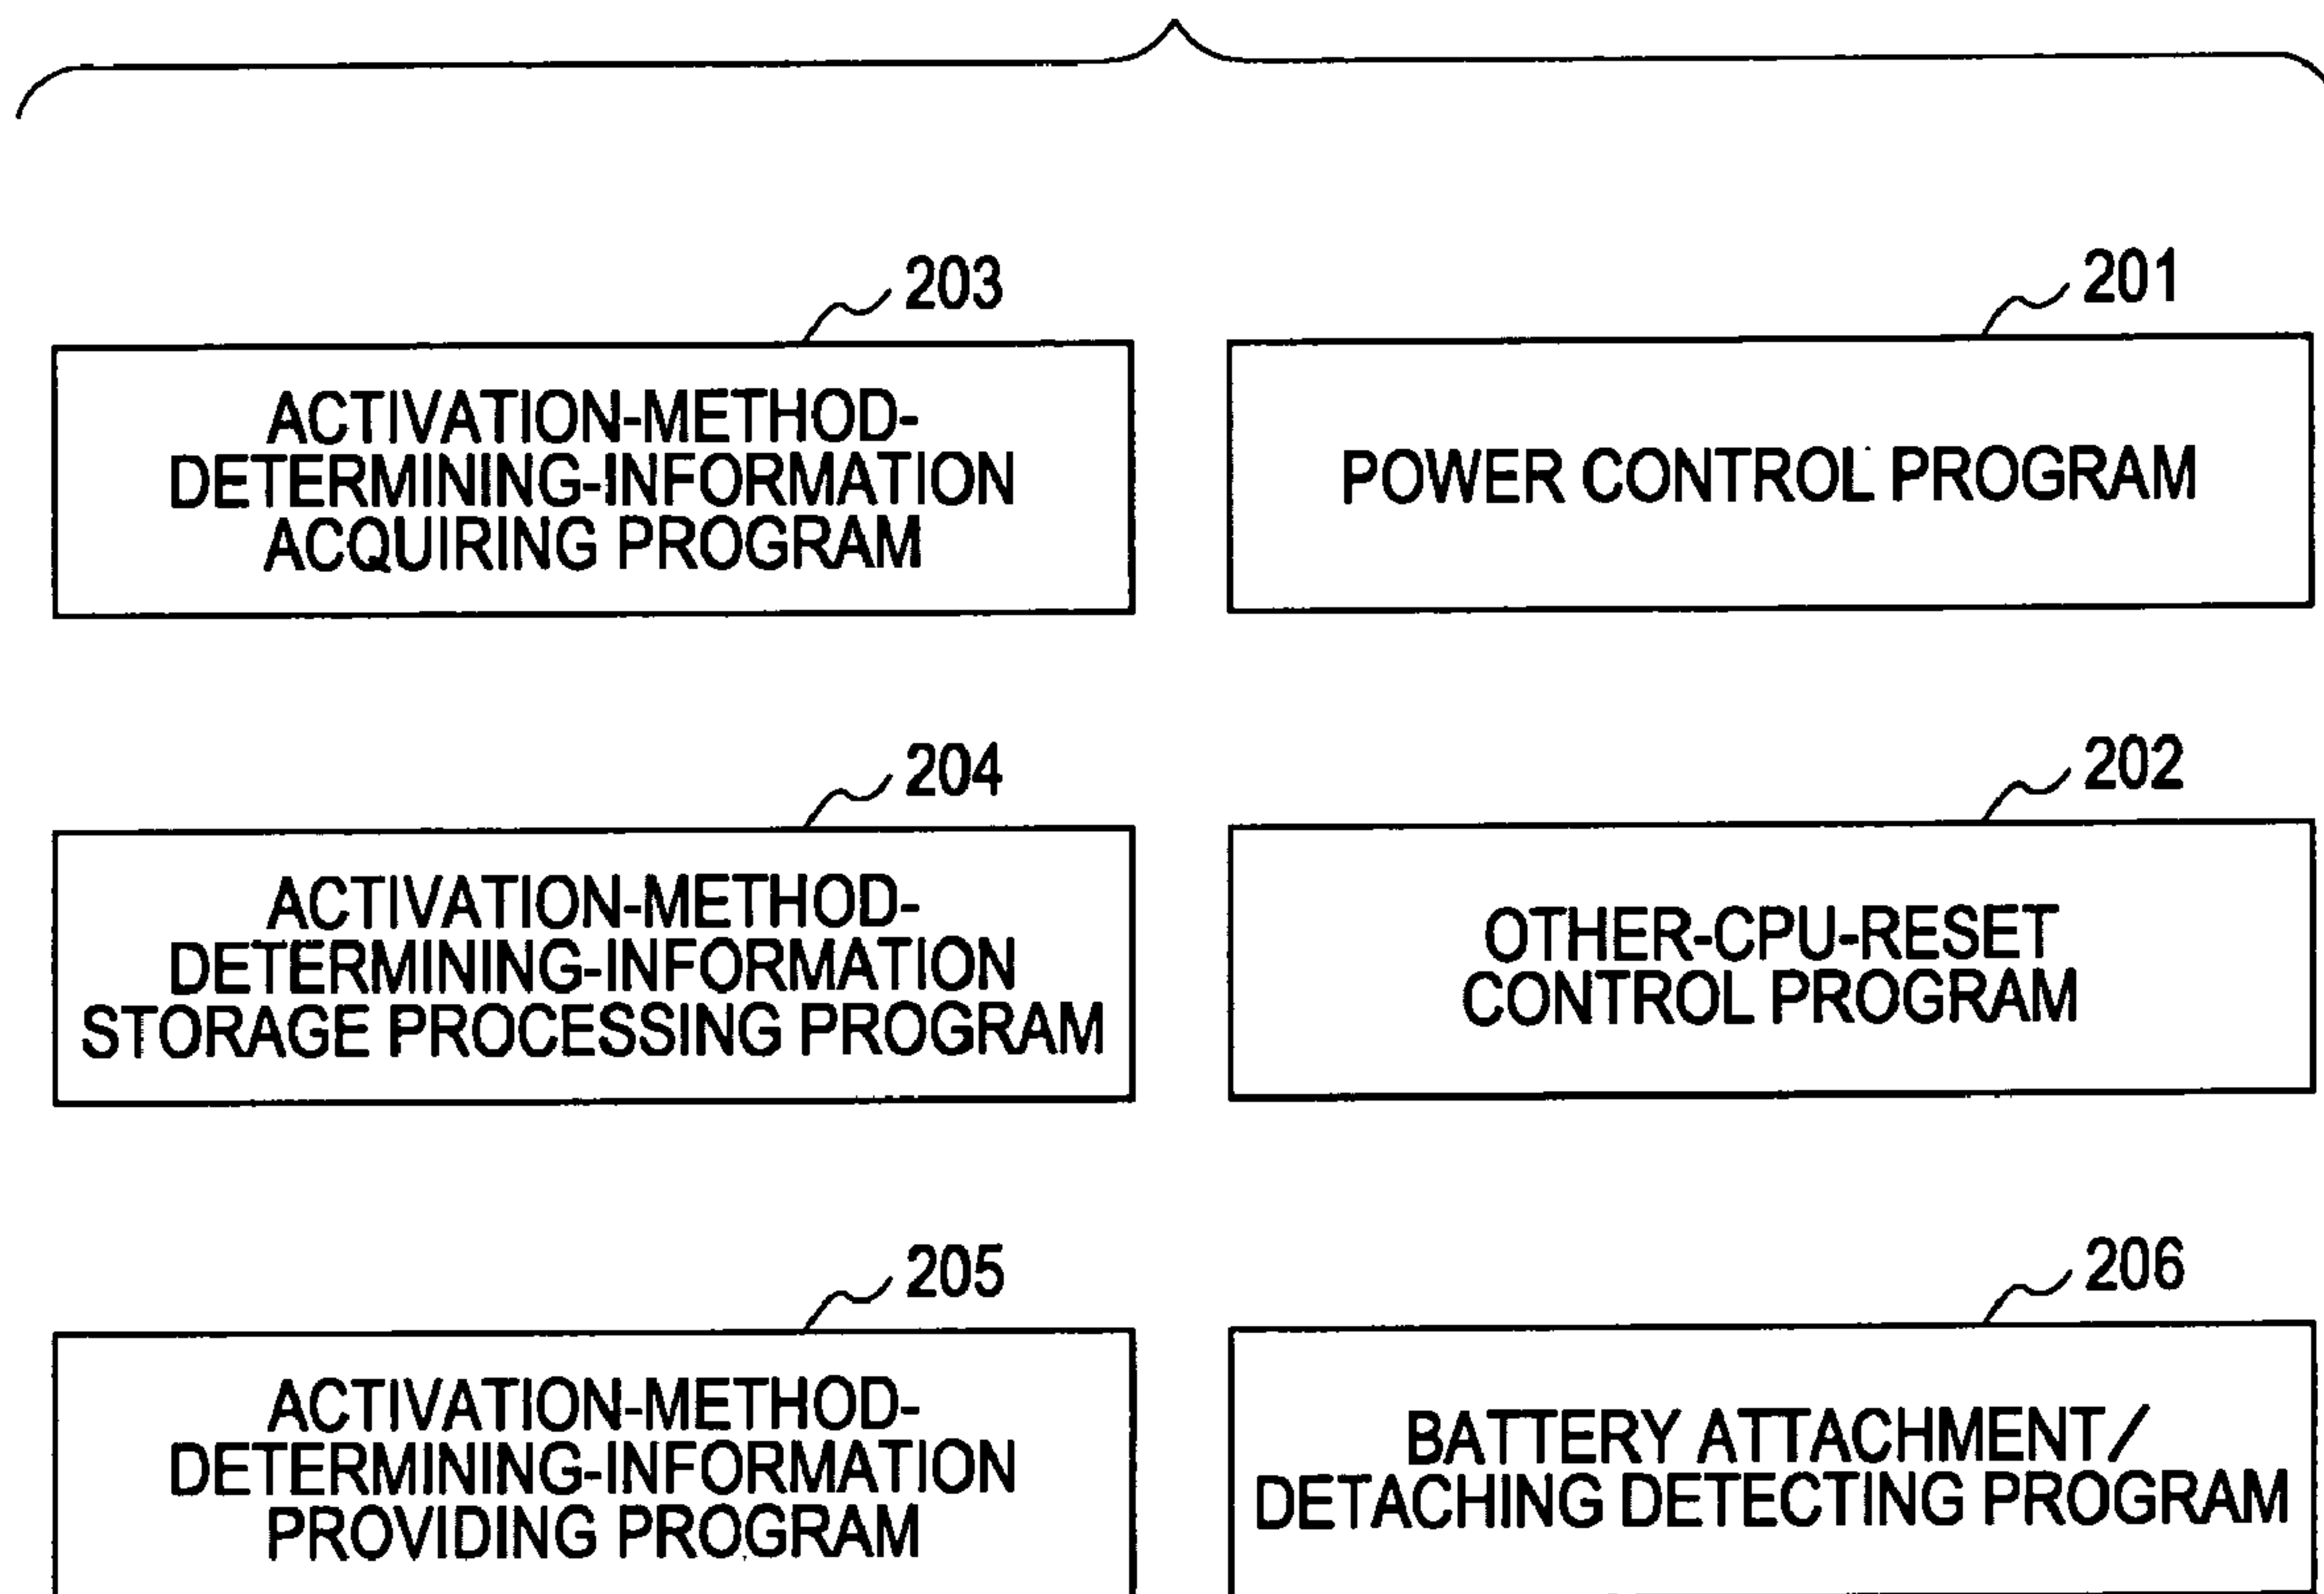 203
ACTIVATION-METHOD-
DETERMINING-INFORMATION
ACQUIRING PROGRAM
201
POWER CONTROL PROGRAM
204
ACTIVATION-METHOD-
DETERMINING-INFORMATION
STORAGE PROCESSING PROGRAM
202
OTHER-CPU-RESET
CONTROL PROGRAM
205
ACTIVATION-METHOD-
DETERMINING-INFORMATION
PROVIDING PROGRAM
206
BATTERY ATTACHMENT/
DETACHING DETECTING PROGRAM